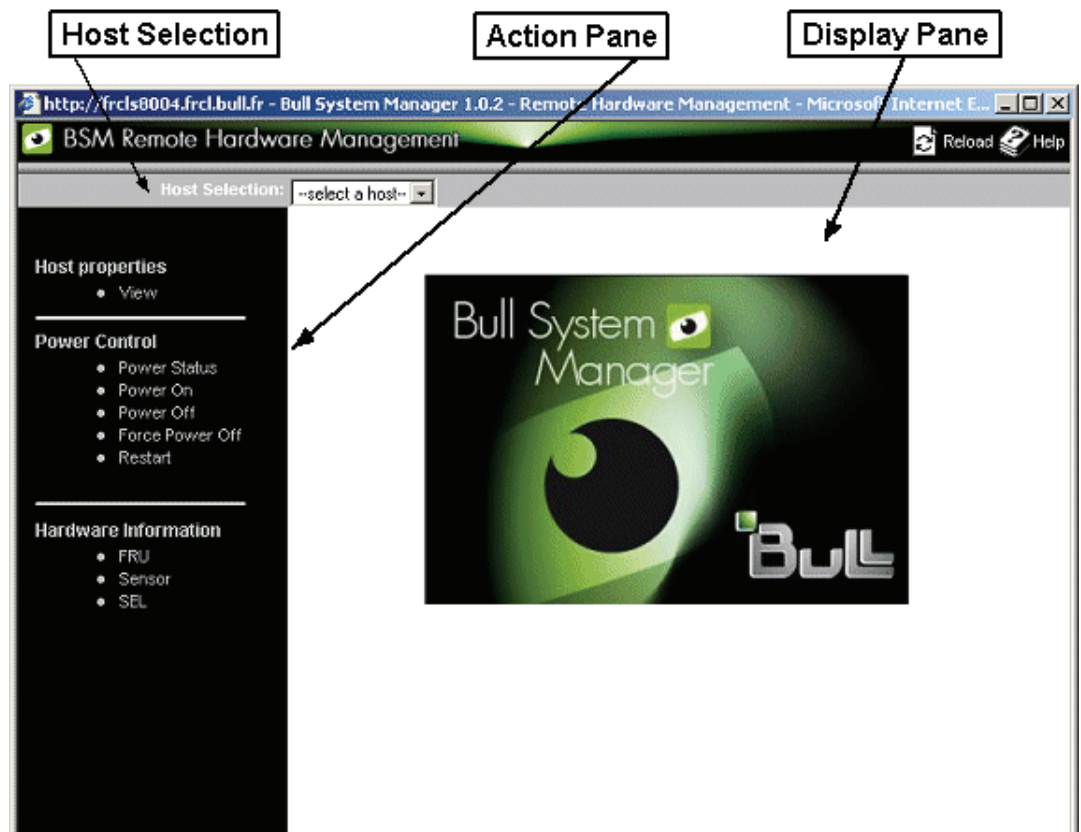 Host Selection
Action Pane
Display Pane
http://frcls8004.frcl.bull.fr - Bull System Manager 1.0.2 - Remote Hardware Management - Microsoft Internet E...
BSM Remote Hardware Management
Reload
Help
Host Selection:
--select a host--
Host properties
View
Power Control
Power Status
Power On
Power Off
Force Power Off
Restart
Hardware Information
FRU
Sensor
SEL
Bull System
Manager
Bull